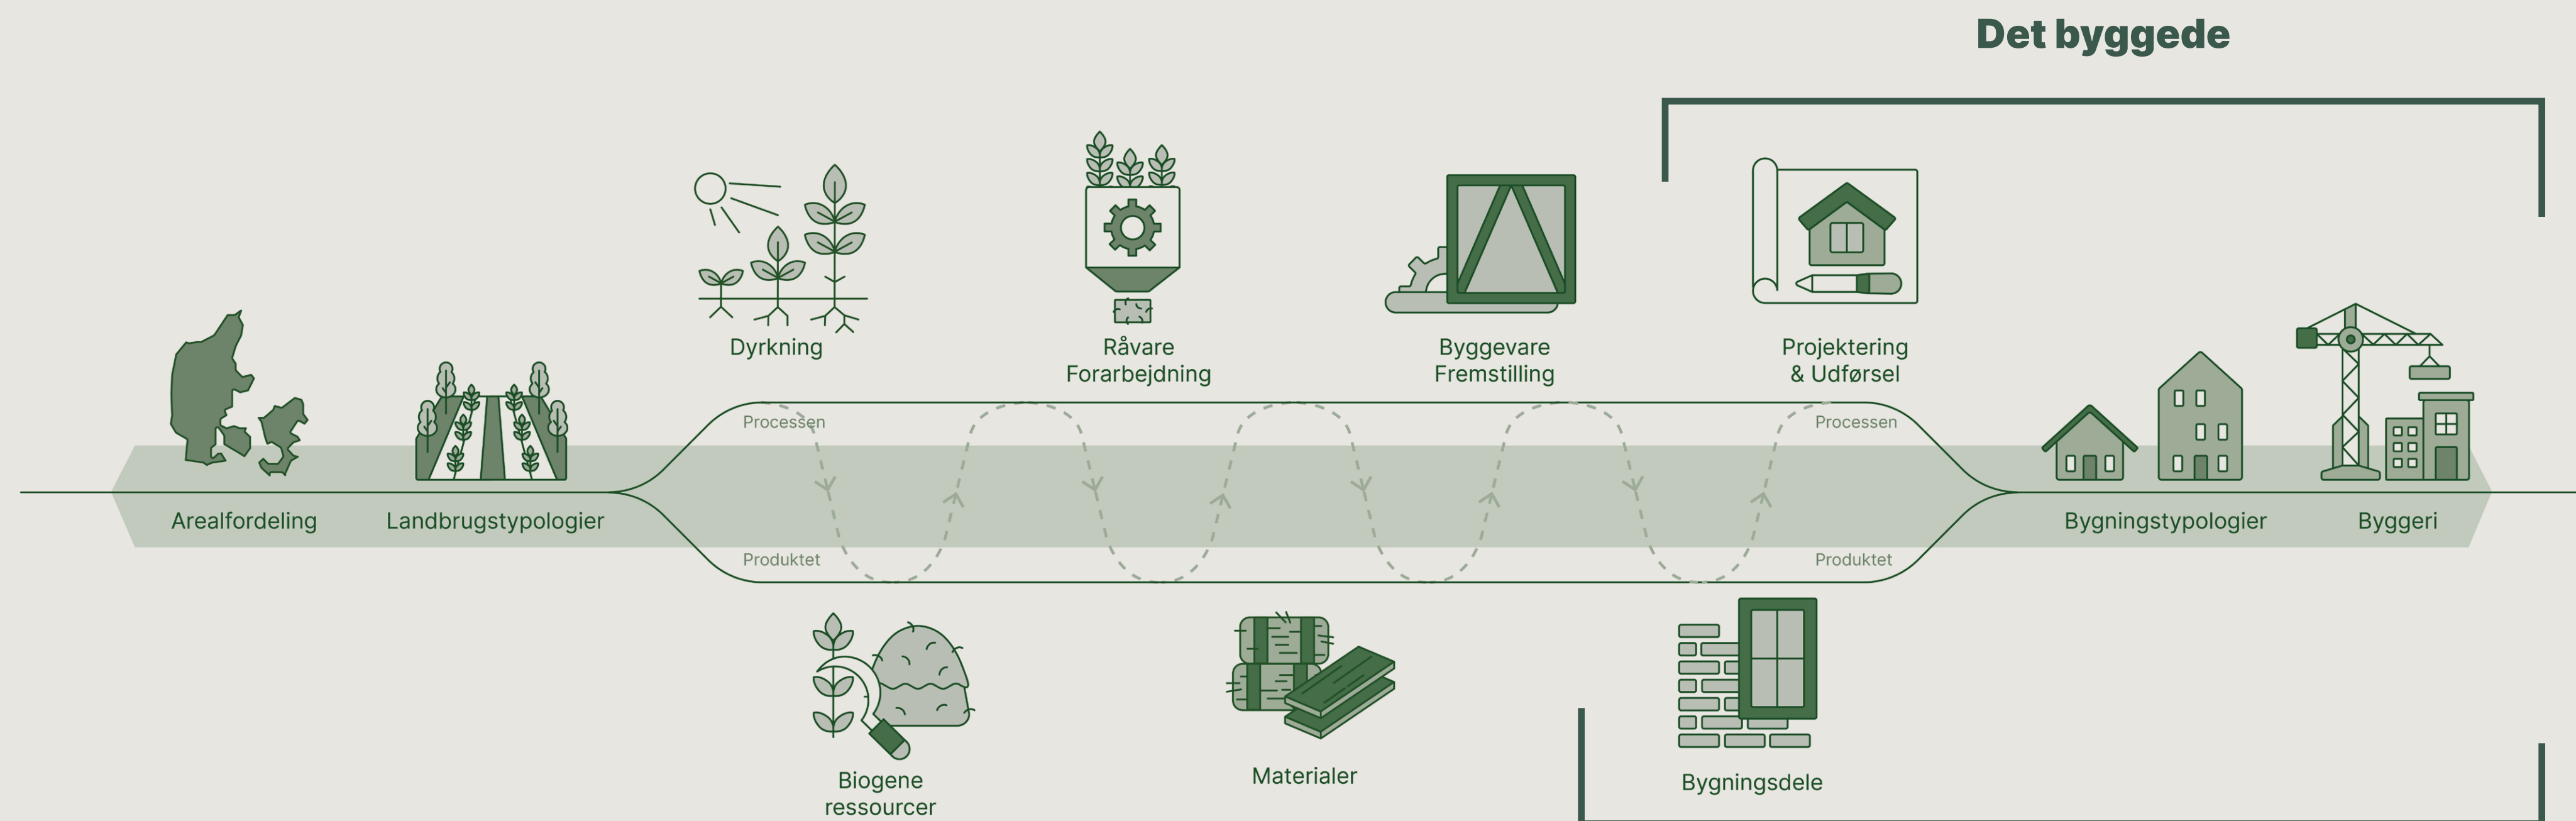 Det byggede
Dyrkning
Råvare
Forarbejdning
Byggevare
Fremstilling
Projektering
& Udførsel
Processen
Processen
Arealfordeling
Landbrugstypologier
Bygningstypologier
Byggeri
Produktet
Produktet
Biogene
ressourcer
Materialer
Bygningsdele